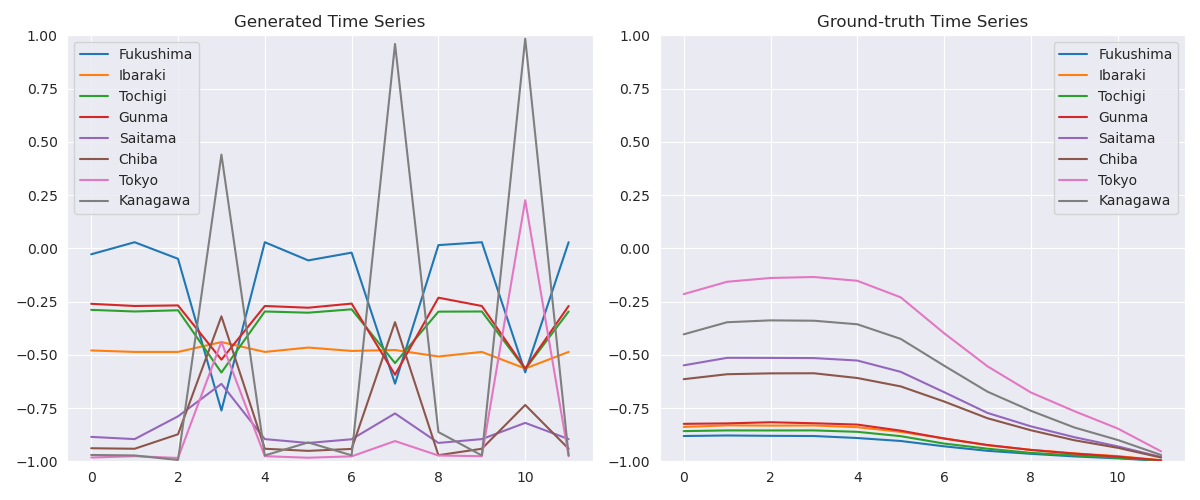 Generated Time Series
1.00
0.75
0.50
0.25
0.00
−0.25
−0.50
−0.75
−1.00
0 2 4 6 8 10
Fukushima
Ibaraki
Tochigi
Gunma
Saitama
Chiba
Tokyo
Kanagawa
Ground-truth Time Series
1.00
0.75
0.50
0.25
0.00
−0.25
−0.50
−0.75
−1.00
0 2 4 6 8 10
Fukushima
Ibaraki
Tochigi
Gunma
Saitama
Chiba
Tokyo
Kanagawa